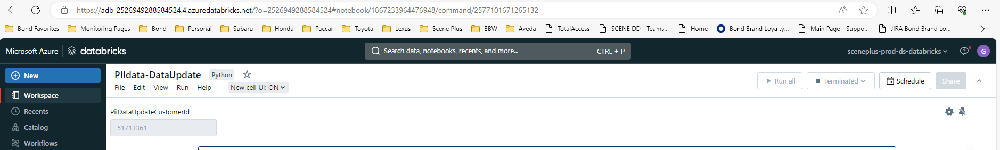 https://adb-2526949288584524.4.azuredatabricks.net/?o=2526949288584524#notebook/1867233964476948/command/2577101671265132
Bond Favorites Monitoring Pages Bond Personal Subaru Honda Paccar Toyota Lexus Scene Plus BBW Aveda TotalAccess SCENE DD - Teams... Home Bond Brand Loyalty... Main Page - Suppo... JIRA Bond Brand Lo...
Microsoft Azure databricks Search data, notebooks, recents, and more... CTRL + P sceneplus-prod-ds-databricks G
New
PIIdata-DataUpdate Python
File Edit View Run Help New cell UI: ON
Run all Terminated Schedule Share
Workspace
Recents
Catalog
Workflows
PiiDataUpdateCustomerId
51713361